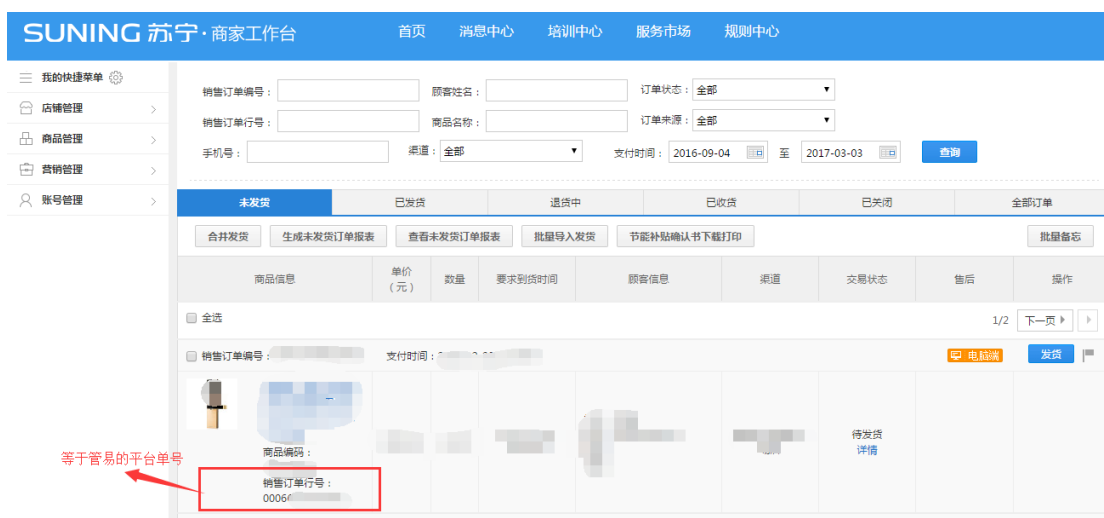 SUNING 苏宁·商家工作台 首页 消息中心 培训中心 服务市场 规则中心
我的快捷菜单
店铺管理
商品管理
营销管理
账号管理
销售订单编号： 顾客姓名： 订单状态：全部
销售订单行号： 商品名称： 订单来源：全部
手机号： 渠道：全部 支付时间：2016-09-04 至 2017-03-03 查询
未发货 已发货 退货中 已收货 已关闭 全部订单
合并发货 生成未发货订单报表 查看未发货订单报表 批量导入发货 节能补贴确认书下载打印 批量备忘
商品信息 单价（元） 数量 要求到货时间 顾客信息 渠道 交易状态 售后 操作
全选 1/2 下一页
销售订单编号： 支付时间： 电脑端 发货
待发货
详情
商品编码：
等于管易的平台单号
销售订单行号：
0006